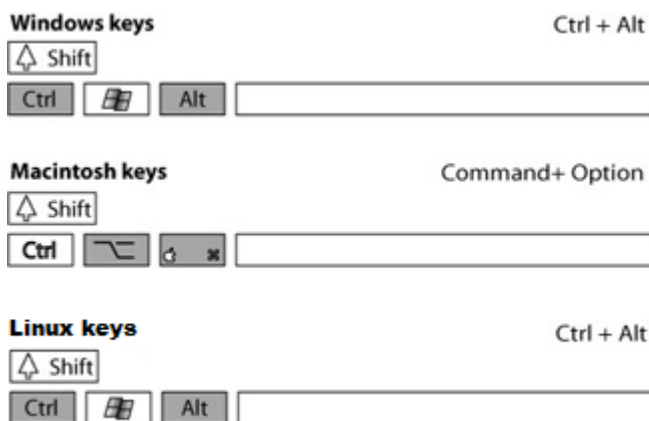 Windows keys Ctrl + Alt
Shift
Ctrl Alt
Macintosh keys Command+ Option
Shift
Ctrl
Linux keys Ctrl + Alt
Shift
Ctrl Alt